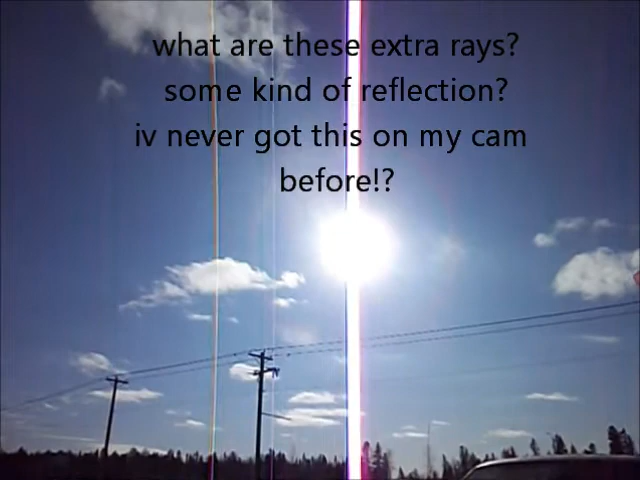 what are these extra rays?
some kind of reflection?
iv never got this on my cam
before!?